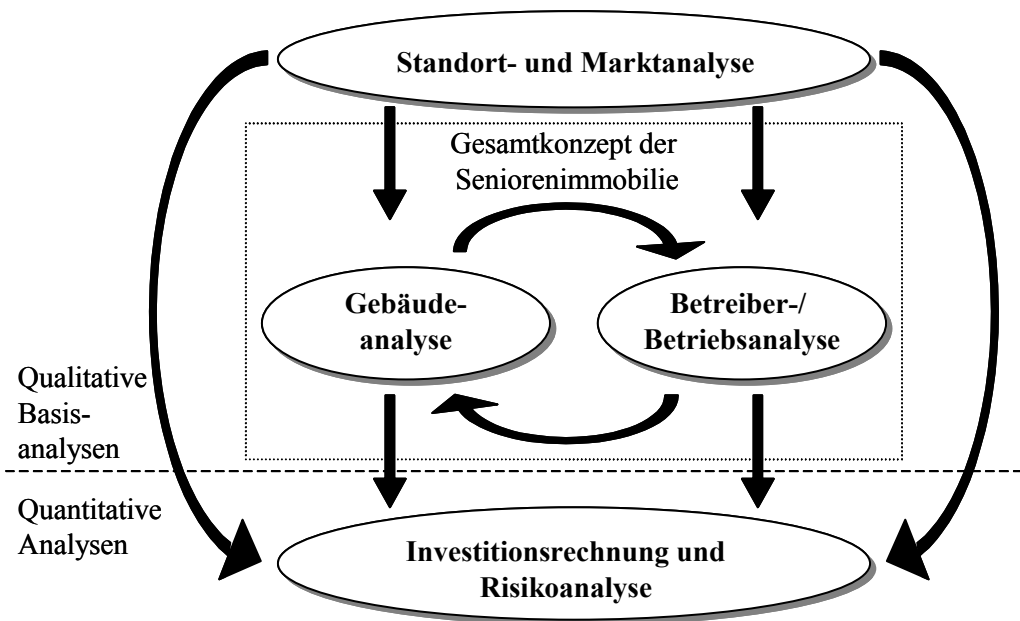 Standort- und Marktanalyse
Gesamtkonzept der
Seniorenimmobilie
Gebäude-
analyse
Betreiber-/
Betriebsanalyse
Qualitative
Basis-
analysen
Quantitative
Analysen
Investitionsrechnung und
Risikoanalyse